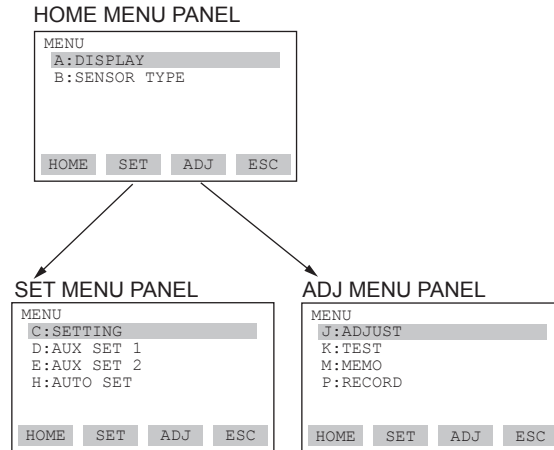 HOME MENU PANEL
MENU
A:DISPLAY
B:SENSOR TYPE
HOME SET ADJ ESC
SET MENU PANEL
MENU
C:SETTING
D:AUX SET 1
E:AUX SET 2
H:AUTO SET
HOME SET ADJ ESC
ADJ MENU PANEL
MENU
J:ADJUST
K:TEST
M:MEMO
P:RECORD
HOME SET ADJ ESC